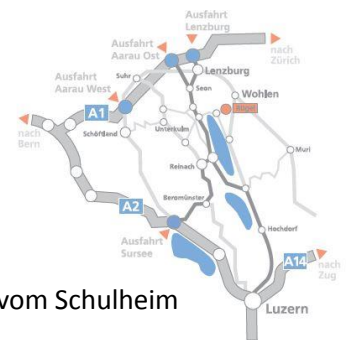 Ausfahrt
Lenzburg
Ausfahrt
Aarau Ost
nach
Zürich
Ausfahrt
Aarau West
Suhr
Lenzburg
Seon
Wohlen
A1
nach
Bern
Schöftland
Unterkulm
Muri
Reinach
A2
Beromünster
Ausfahrt
Sursee
Hochdorf
A14
nach
Zug
vom Schulheim
Luzern